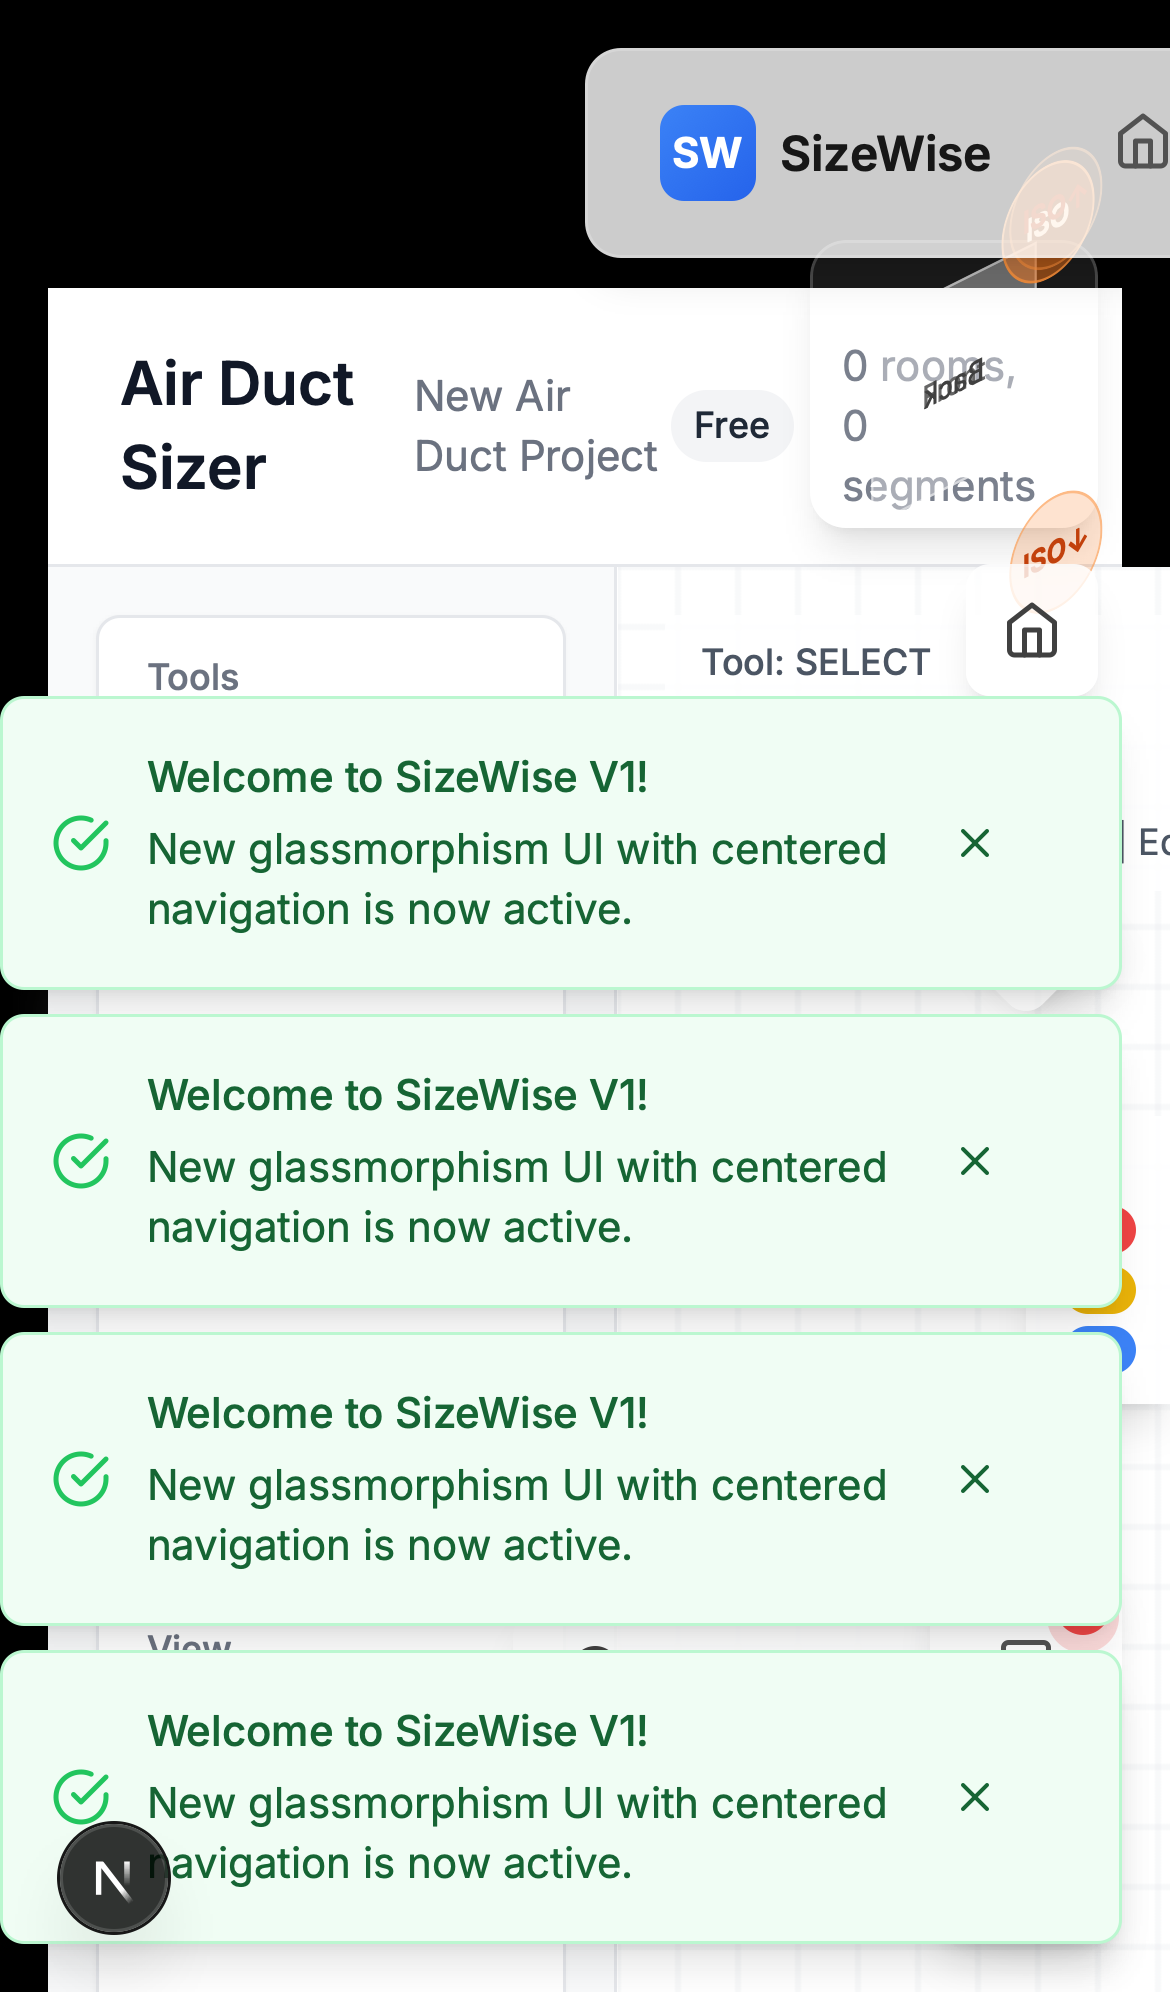 SW SizeWise
ISO
Air Duct
Sizer
New Air
Duct Project
Free
0 rooms,
0
segments
Back
ISO↓
Tools
Tool: SELECT
Welcome to SizeWise V1!
New glassmorphism UI with centered
navigation is now active.
Welcome to SizeWise V1!
New glassmorphism UI with centered
navigation is now active.
Welcome to SizeWise V1!
New glassmorphism UI with centered
navigation is now active.
View
Welcome to SizeWise V1!
New glassmorphism UI with centered
navigation is now active.
N